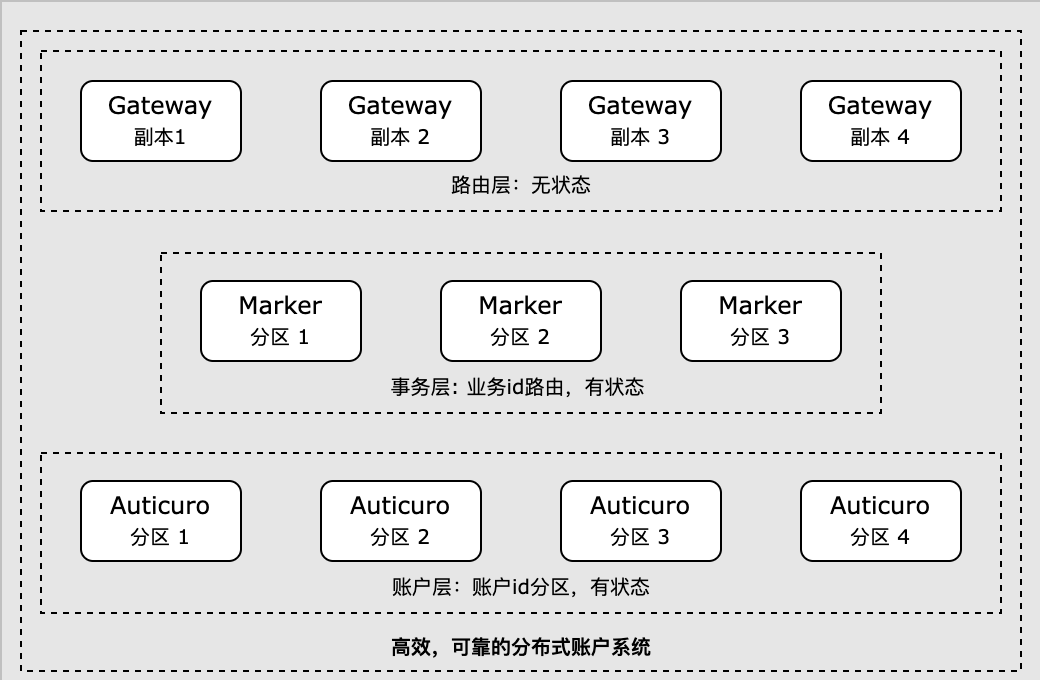 Gateway
副本1
Gateway
副本 2
Gateway
副本 3
Gateway
副本 4
路由层：无状态
Marker
分区 1
Marker
分区 2
Marker
分区 3
事务层: 业务id路由，有状态
Auticuro
分区 1
Auticuro
分区 2
Auticuro
分区 3
Auticuro
分区 4
账户层：账户id分区，有状态
高效，可靠的分布式账户系统